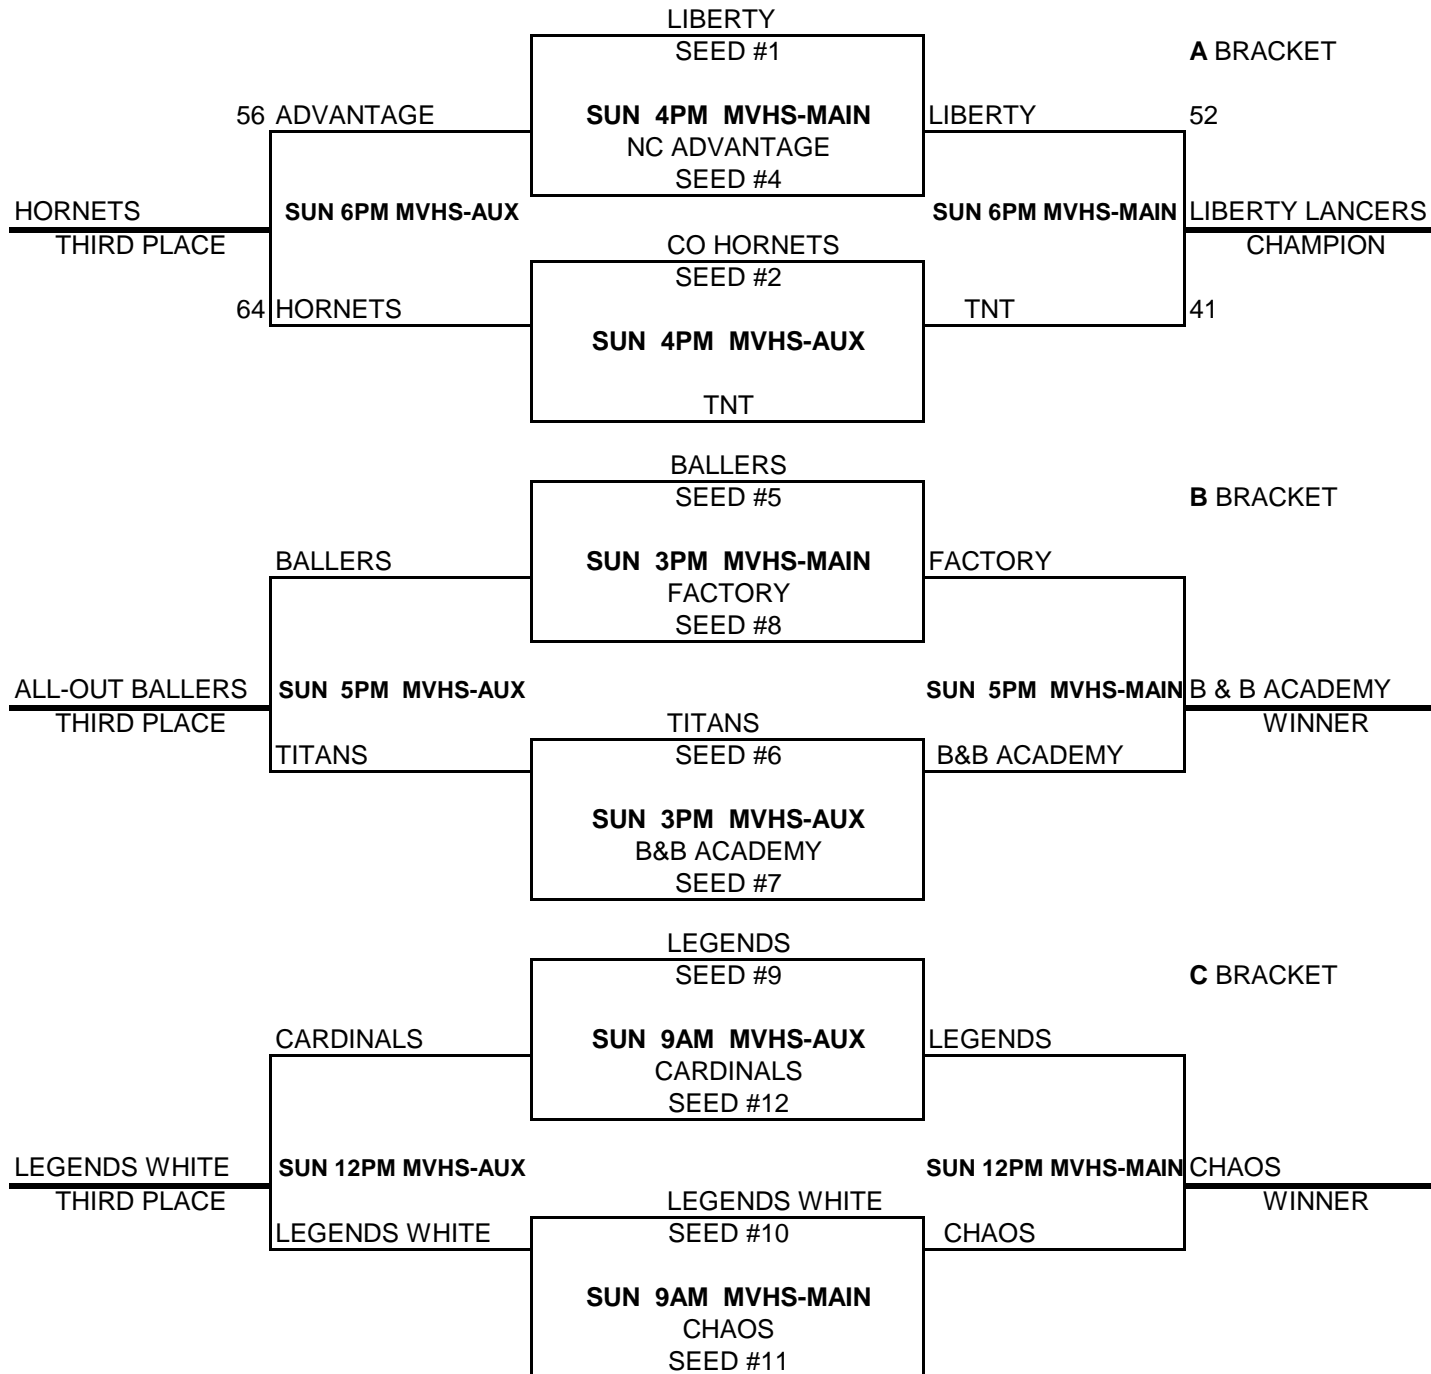 LIBERTY
SEED #1
A BRACKET
56 ADVANTAGE
SUN 4PM MVHS-MAIN
LIBERTY
52
NC ADVANTAGE
SEED #4
HORNETS
SUN 6PM MVHS-AUX
SUN 6PM MVHS-MAIN
LIBERTY LANCERS
THIRD PLACE
CO HORNETS
CHAMPION
SEED #2
64 HORNETS
TNT
41
SUN 4PM MVHS-AUX
TNT
BALLERS
SEED #5
B BRACKET
BALLERS
SUN 3PM MVHS-MAIN
FACTORY
FACTORY
SEED #8
ALL-OUT BALLERS
SUN 5PM MVHS-AUX
SUN 5PM MVHS-MAIN
B & B ACADEMY
THIRD PLACE
TITANS
WINNER
TITANS
SEED #6
B&B ACADEMY
SUN 3PM MVHS-AUX
B&B ACADEMY
SEED #7
LEGENDS
SEED #9
C BRACKET
CARDINALS
SUN 9AM MVHS-AUX
LEGENDS
CARDINALS
SEED #12
LEGENDS WHITE
SUN 12PM MVHS-AUX
SUN 12PM MVHS-MAIN
CHAOS
THIRD PLACE
LEGENDS WHITE
WINNER
LEGENDS WHITE
SEED #10
CHAOS
SUN 9AM MVHS-MAIN
CHAOS
SEED #11